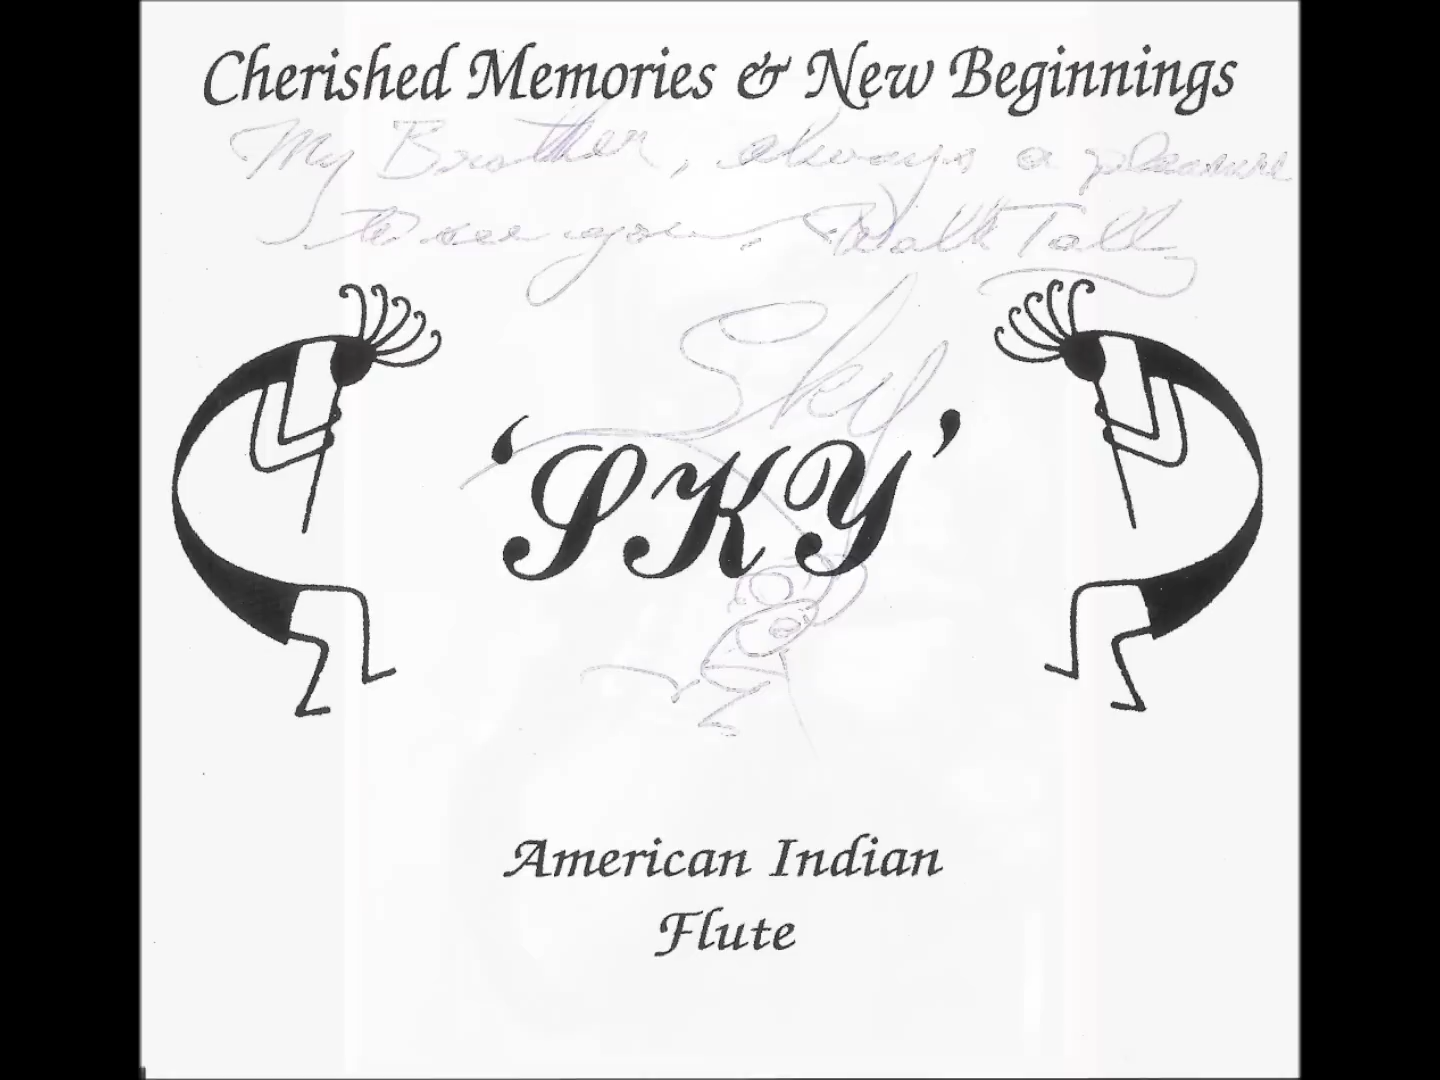 Cherished Memories & New Beginnings
My Brother, always a pleasure
to see you. Walk Tall
Sky
'SKY'
American Indian
Flute